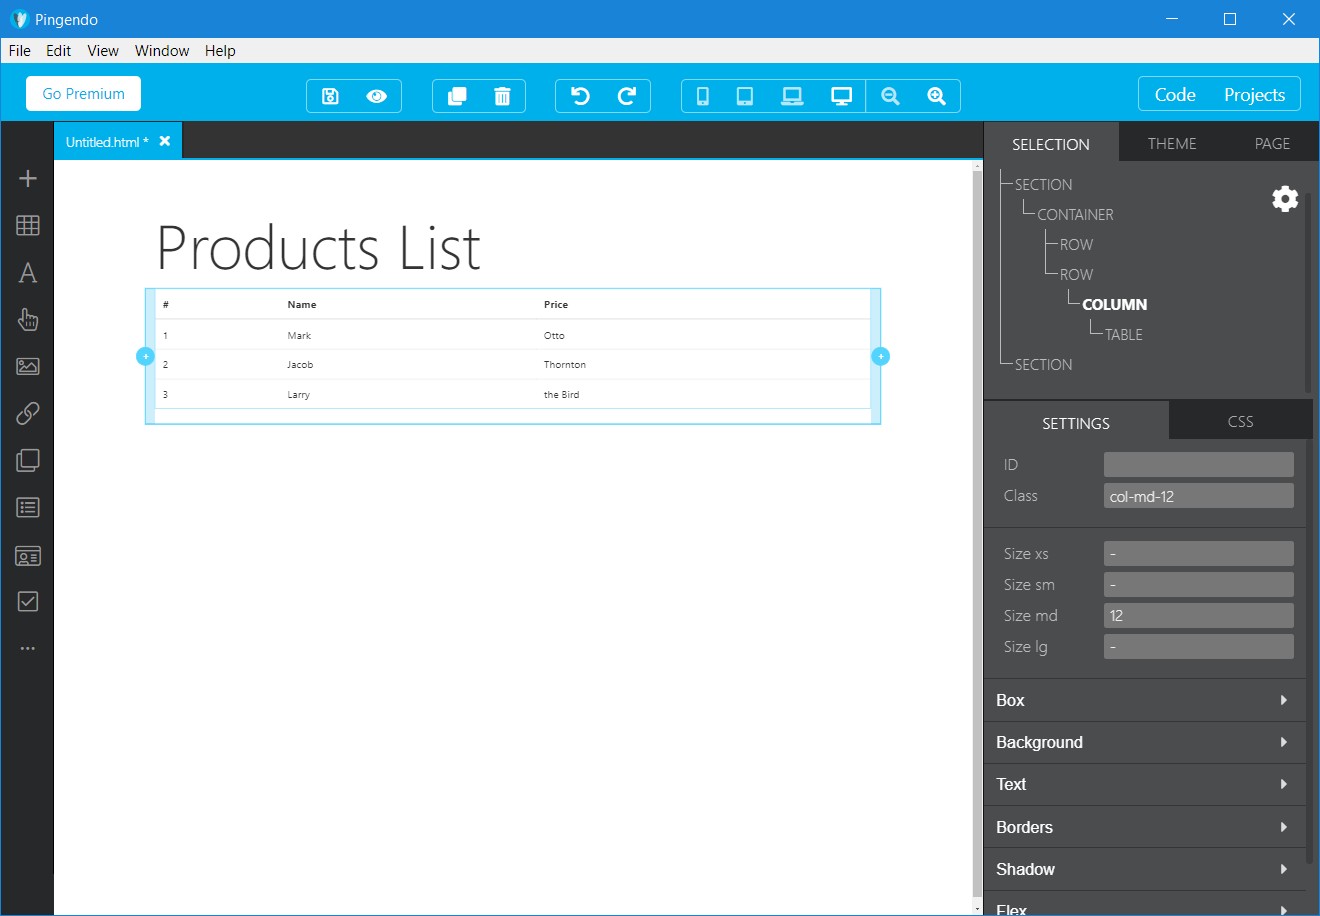 Pingendo
File Edit View Window Help
Go Premium
Code Projects
Untitled.html *
Products List
# Name Price
1 Mark Otto
2 Jacob Thornton
3 Larry the Bird
SELECTION THEME PAGE
SECTION
CONTAINER
ROW
ROW
COLUMN
TABLE
SECTION
SETTINGS CSS
ID
Class col-md-12
Size xs -
Size sm -
Size md 12
Size lg -
Box
Background
Text
Borders
Shadow
Flex